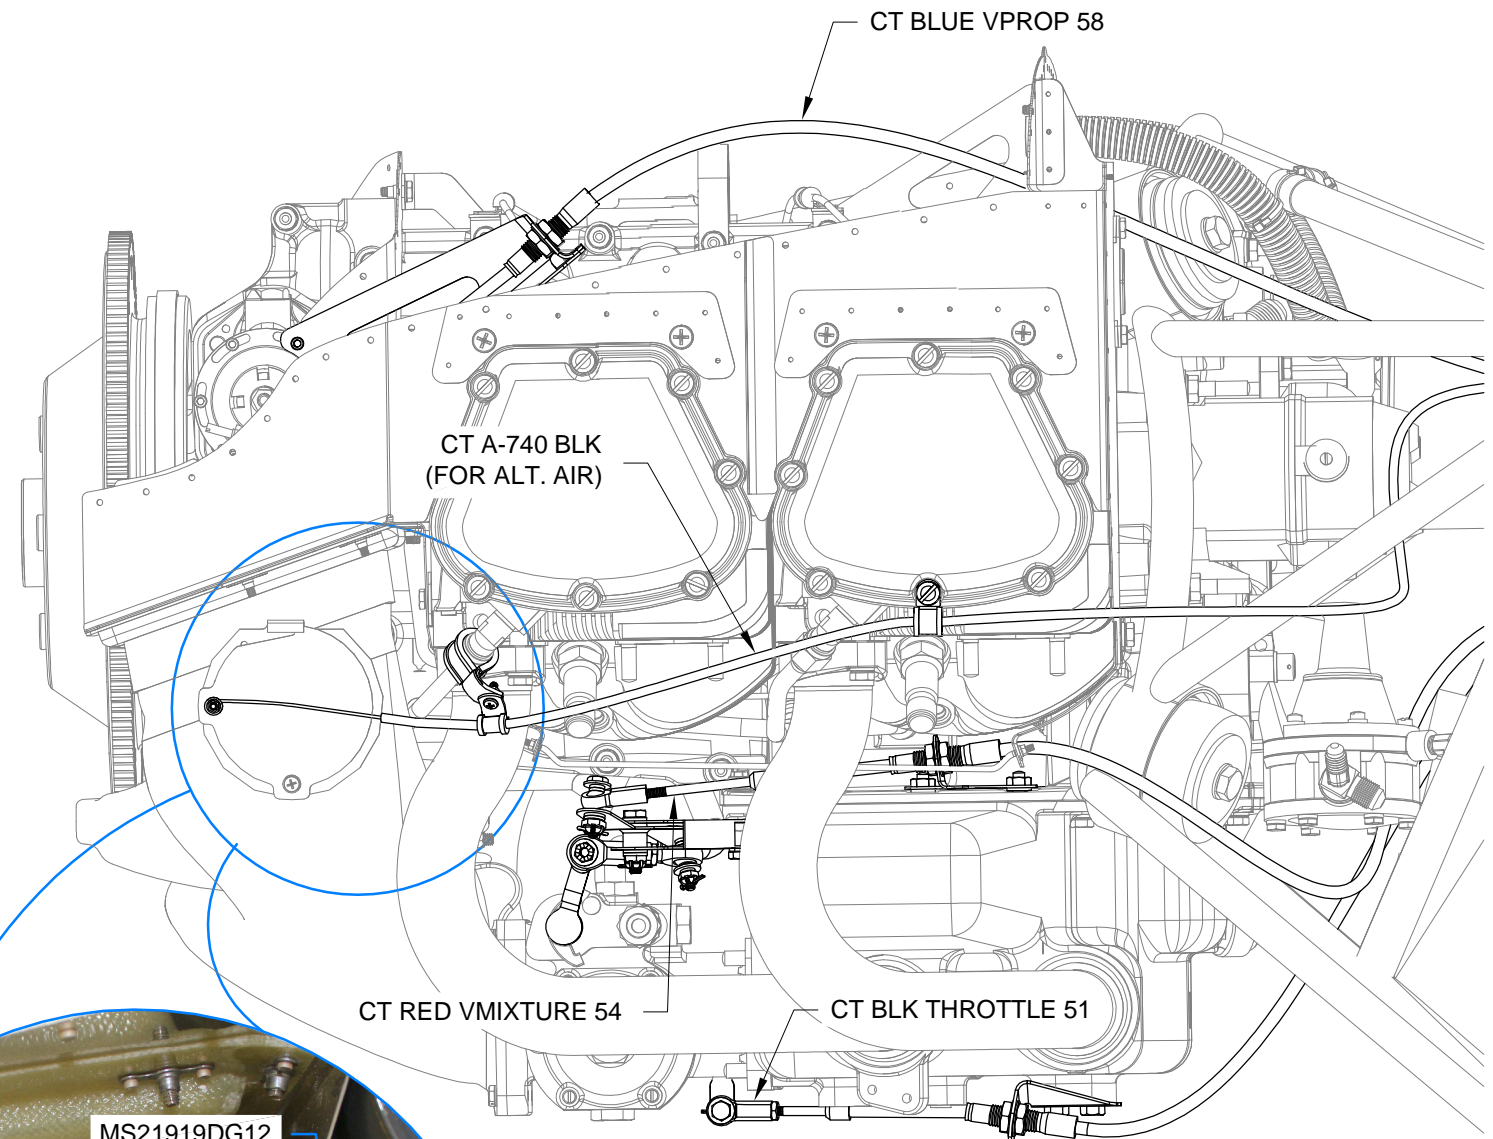 CT BLUE VPROP 58
CT A-740 BLK
(FOR ALT. AIR)
CT RED VMIXTURE 54
CT BLK THROTTLE 51
MS21919DG12